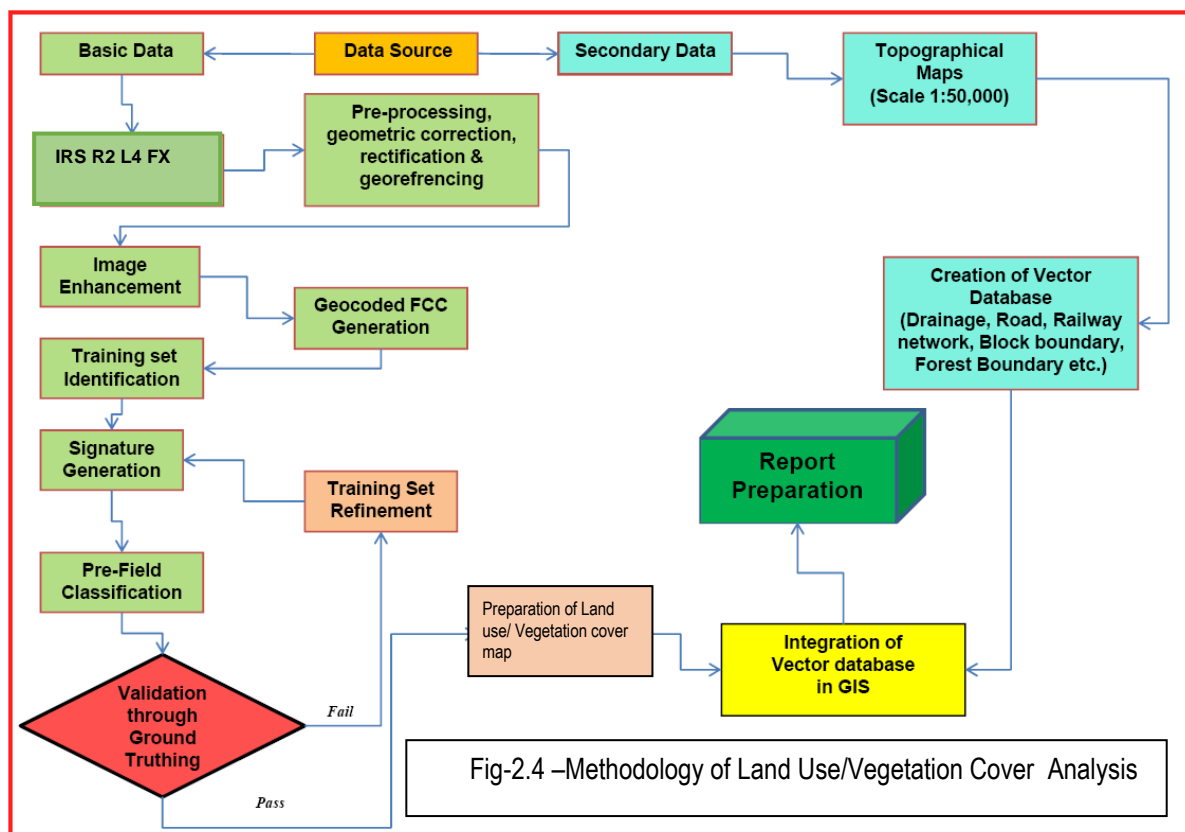 Basic Data
Data Source
Secondary Data
Topographical
Maps
(Scale 1:50,000)
IRS R2 L4 FX
Pre-processing,
geometric correction,
rectification &
georefrencing
Image
Enhancement
Geocoded FCC
Generation
Creation of Vector
Database
(Drainage, Road, Railway
network, Block boundary,
Forest Boundary etc.)
Training set
Identification
Signature
Generation
Training Set
Refinement
Report
Preparation
Pre-Field
Classification
Preparation of Land
use/ Vegetation cover
map
Integration of
Vector database
in GIS
Validation
through
Ground
Truthing
Fail
Pass
Fig-2.4 –Methodology of Land Use/Vegetation Cover Analysis